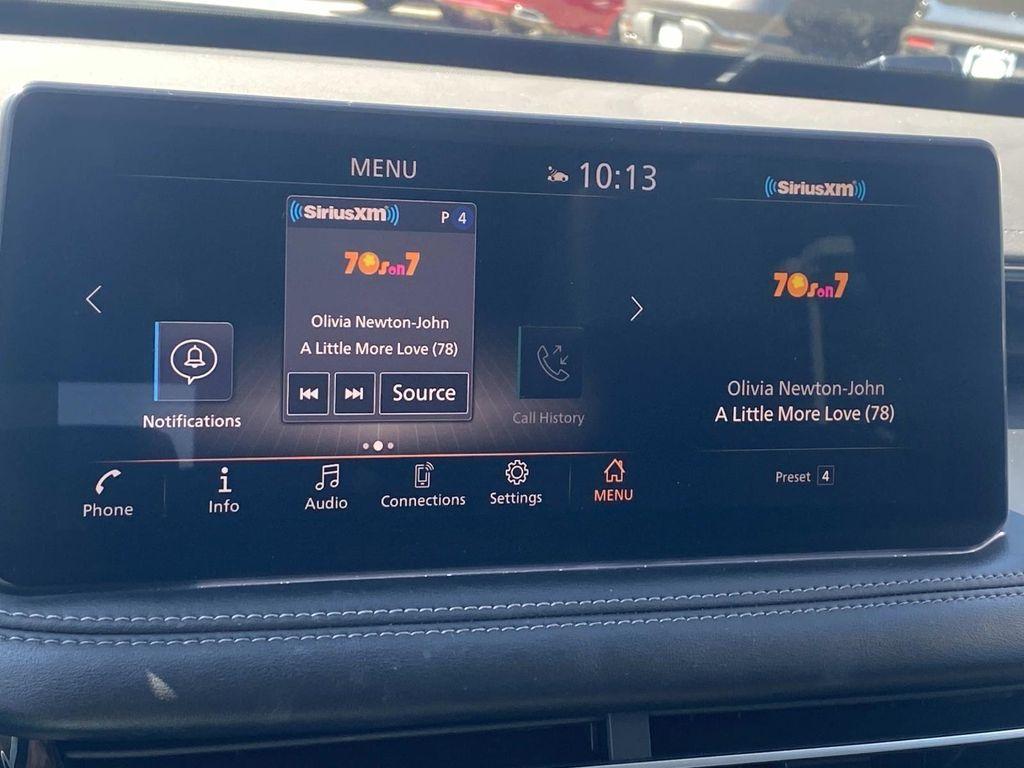 MENU
10:13
SiriusXM
SiriusXM
P 4
70s on 7
Olivia Newton-John
A Little More Love (78)
Source
Notifications
Call History
70s on 7
Olivia Newton-John
A Little More Love (78)
Preset 4
Phone
Info
Audio
Connections
Settings
MENU